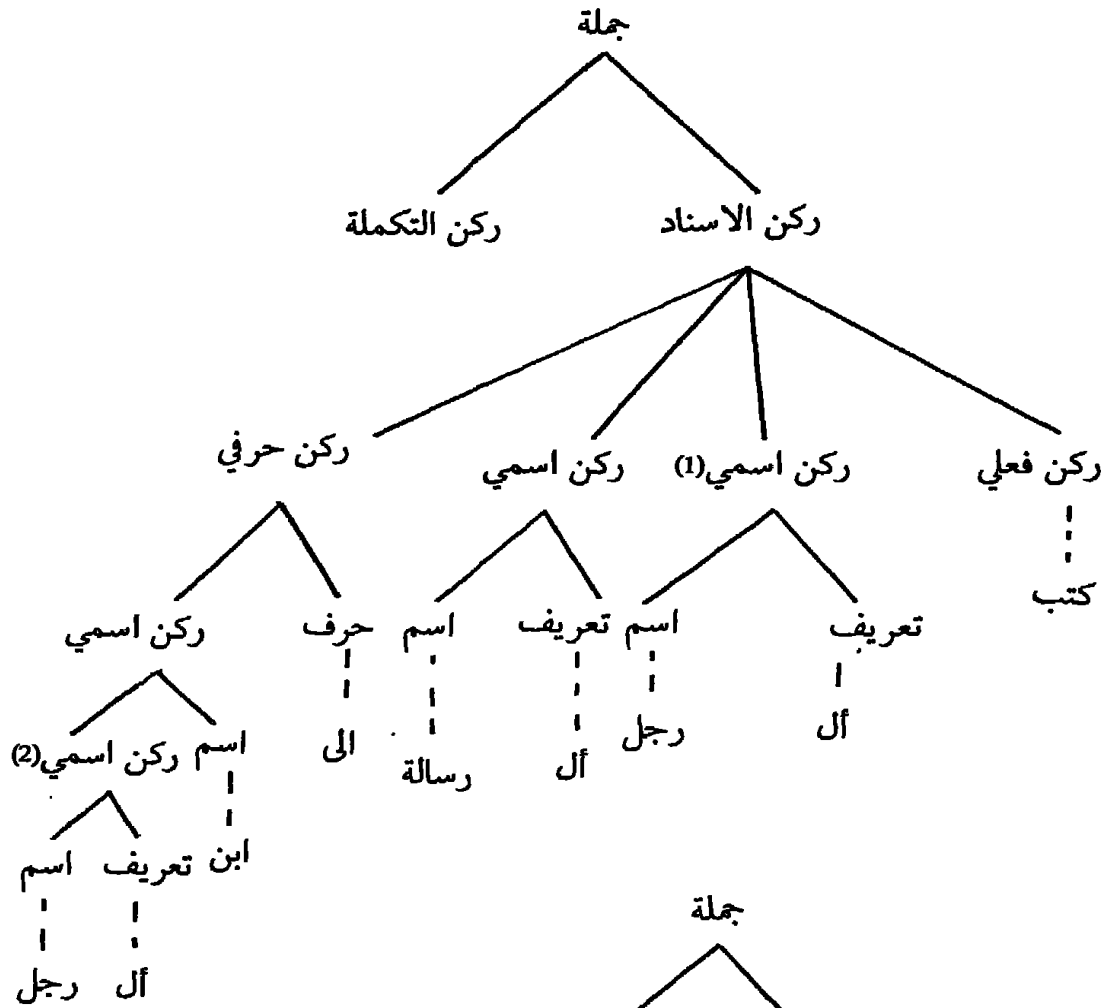 جملة
ركن الاسناد ركن التكملة
ركن فعلي ركن اسمي(1) ركن اسمي ركن حرفي
كتب تعريف اسم تعريف اسم حرف ركن اسمي
أل رجل أل رسالة الى اسم ركن اسمي(2)
ابن تعريف اسم
أل رجل
جملة